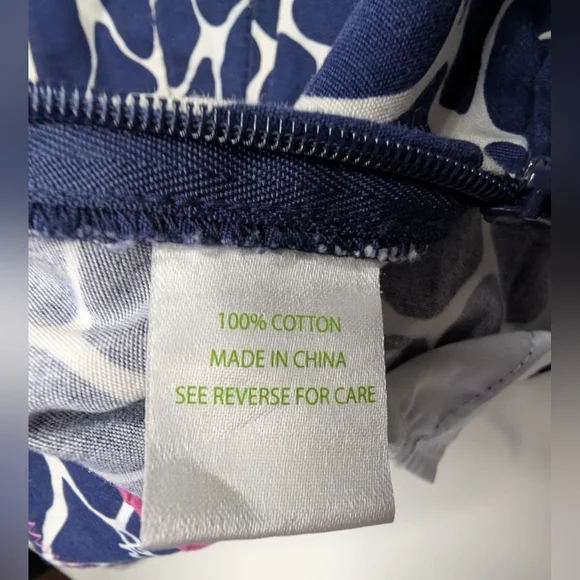 100% COTTON
MADE IN CHINA
SEE REVERSE FOR CARE